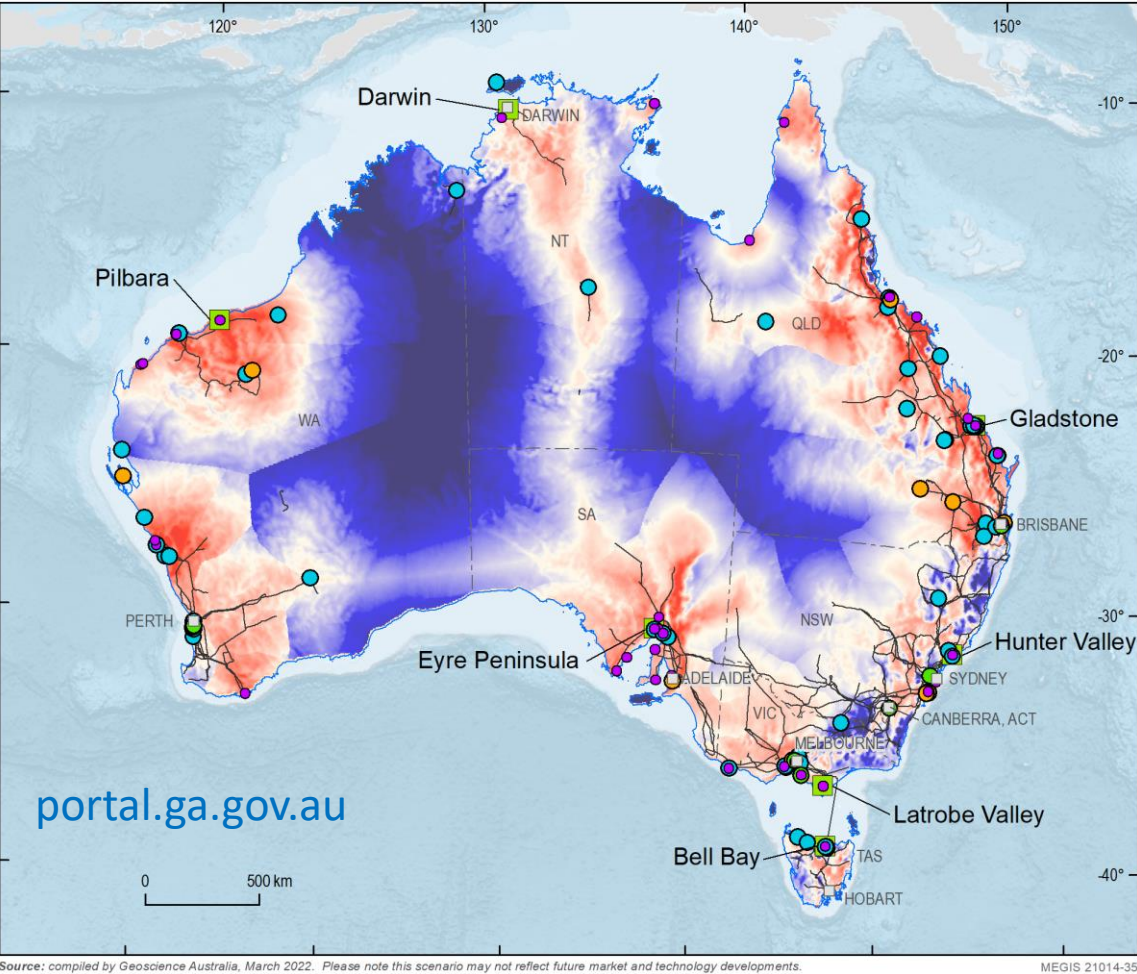 120° 130° 140° 150°
Darwin
DARWIN
-10°
NT
Pilbara
QLD
-20°
WA
Gladstone
SA
BRISBANE
NSW
-30°
PERTH
Hunter Valley
Eyre Peninsula
ADELAIDE
SYDNEY
VIC
CANBERRA, ACT
MELBOURNE
portal.ga.gov.au
Latrobe Valley
Bell Bay
TAS
-40°
0 500 km
HOBART
Source: compiled by Geoscience Australia, March 2022. Please note this scenario may not reflect future market and technology developments.
MEGIS 21014-35